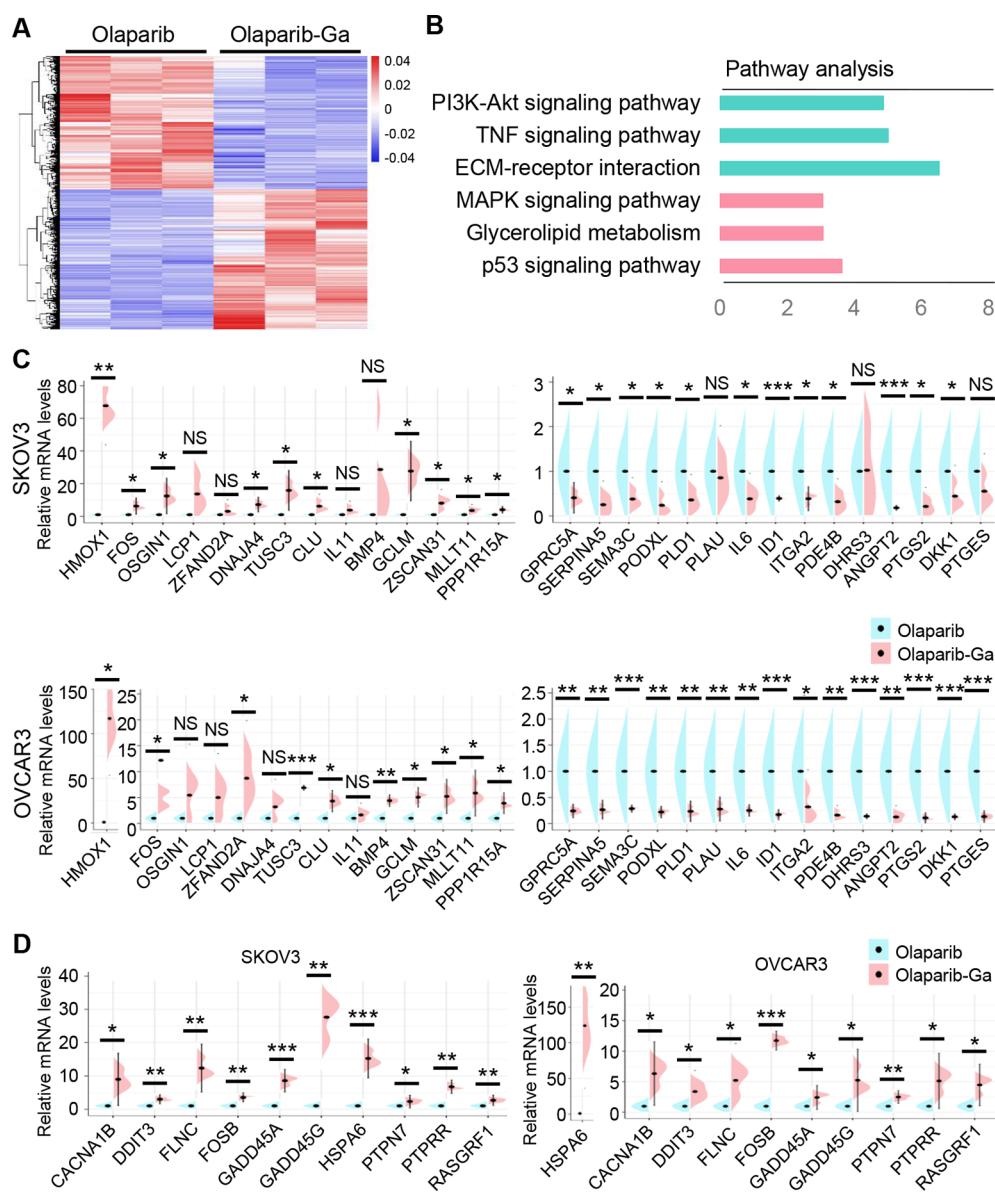 A
Olaparib Olaparib-Ga
0.04
0
-0.02
-0.04
B
Pathway analysis
PI3K-Akt signaling pathway
TNF signaling pathway
ECM-receptor interaction
MAPK signaling pathway
Glycerolipid metabolism
p53 signaling pathway
0 2 4 6 8
C
SKOV3
Relative mRNA levels
80
60
40
20
0
** * * NS NS * * * NS NS * * * *
HMOX1 FOS OSGIN1 LCP1 ZFAND2A DNAJA4 TUSC3 CLU IL11 BMP4 GCLM ZSCAN31 MLLT11 PPP1R15A
3
2
1
0
* * * * * NS * *** * * NS *** * * NS
GPRC5A SERPINA5 SEMA3C PODXL PLD1 PLAU IL6 ID1 ITGA2 PDE4B DHRS3 ANGPT2 PTGS2 DKK1 PTGES
Olaparib
Olaparib-Ga
OVCAR3
Relative mRNA levels
150
100
50
0
*
HMOX1
25
20
15
10
5
0
* NS NS * NS *** * NS ** * * * *
FOS OSGIN1 LCP1 ZFAND2A DNAJA4 TUSC3 CLU IL11 BMP4 GCLM ZSCAN31 MLLT11 PPP1R15A
2.5
2.0
1.5
1.0
0.5
0
** ** *** ** ** ** ** *** * ** *** ** *** *** ***
GPRC5A SERPINA5 SEMA3C PODXL PLD1 PLAU IL6 ID1 ITGA2 PDE4B DHRS3 ANGPT2 PTGS2 DKK1 PTGES
D
SKOV3
Relative mRNA levels
40
30
20
10
0
* ** ** ** *** ** *** * ** **
CACNA1B DDIT3 FLNC FOSB GADD45A GADD45G HSPA6 PTPN7 PTPRR RASGRF1
OVCAR3
Olaparib
Olaparib-Ga
Relative mRNA levels
150
100
50
0
**
HSPA6
20
15
10
5
0
* * * *** * * ** * *
CACNA1B DDIT3 FLNC FOSB GADD45A GADD45G PTPN7 PTPRR RASGRF1